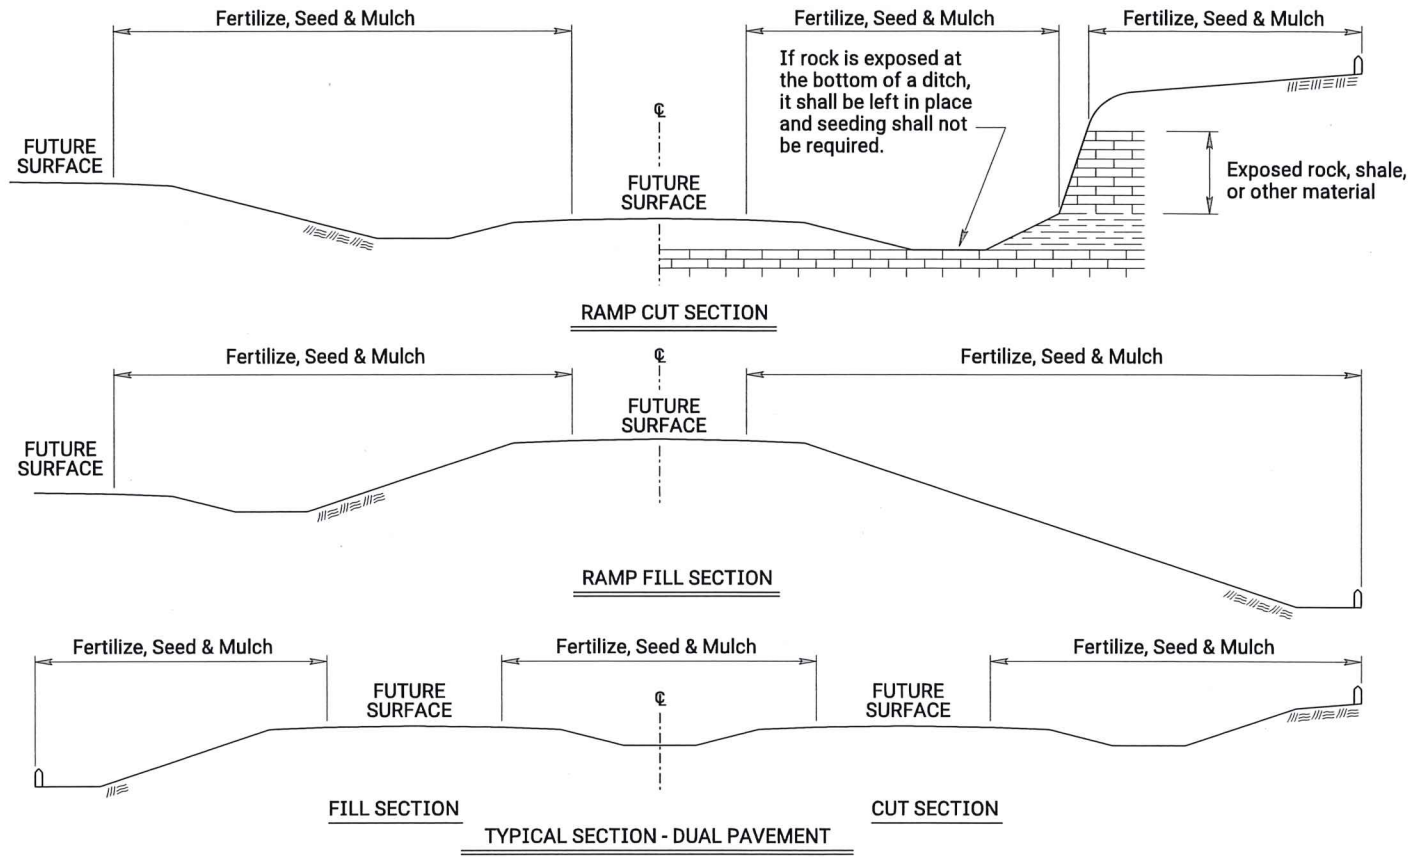 Fertilize, Seed & Mulch
Fertilize, Seed & Mulch
Fertilize, Seed & Mulch
If rock is exposed at
the bottom of a ditch,
it shall be left in place
and seeding shall not
be required.
℄
FUTURE
SURFACE
FUTURE
SURFACE
Exposed rock, shale,
or other material
RAMP CUT SECTION
Fertilize, Seed & Mulch
℄
Fertilize, Seed & Mulch
FUTURE
SURFACE
FUTURE
SURFACE
RAMP FILL SECTION
Fertilize, Seed & Mulch
Fertilize, Seed & Mulch
Fertilize, Seed & Mulch
FUTURE
SURFACE
℄
FUTURE
SURFACE
FILL SECTION
CUT SECTION
TYPICAL SECTION - DUAL PAVEMENT